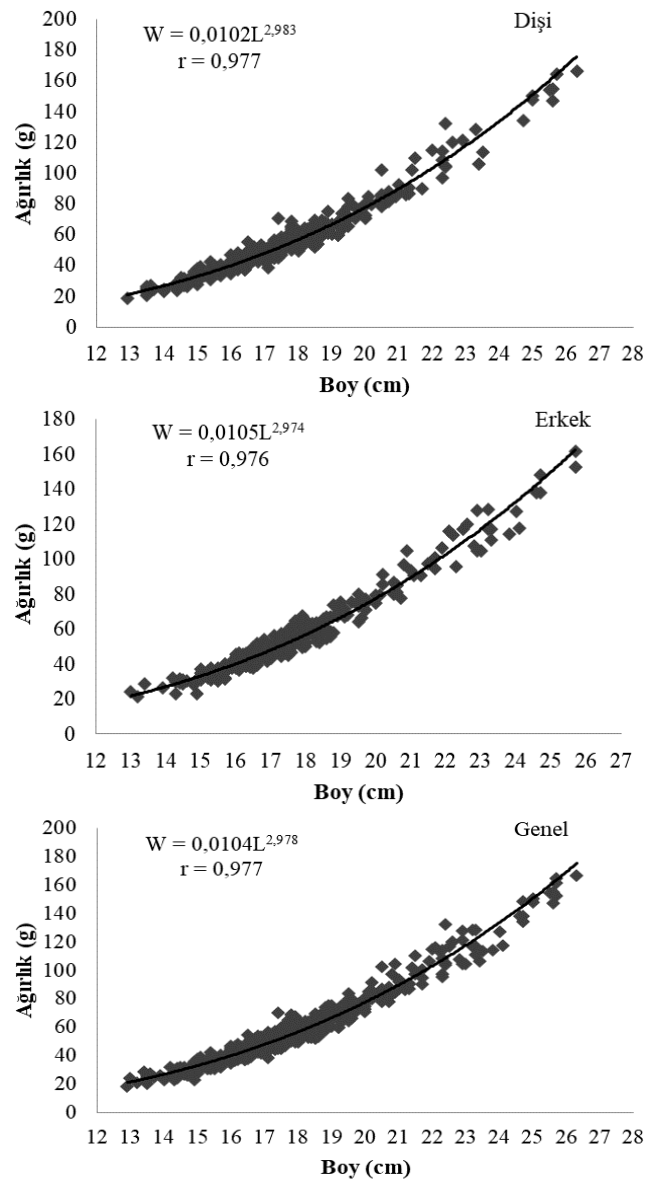 Dişi
W = 0,0102L2,983
r = 0,977
Ağırlık (g)
200
180
160
140
120
100
80
60
40
20
0
12 13 14 15 16 17 18 19 20 21 22 23 24 25 26 27 28
Boy (cm)
Erkek
W = 0,0105L2,974
r = 0,976
Ağırlık (g)
180
160
140
120
100
80
60
40
20
0
12 13 14 15 16 17 18 19 20 21 22 23 24 25 26 27
Boy (cm)
Genel
W = 0,0104L2,978
r = 0,977
Ağırlık (g)
200
180
160
140
120
100
80
60
40
20
0
12 13 14 15 16 17 18 19 20 21 22 23 24 25 26 27 28
Boy (cm)